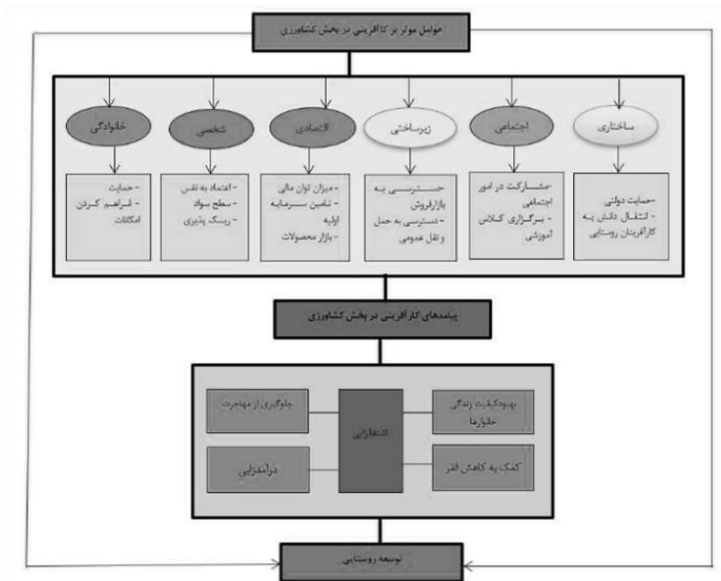 عوامل موثر بر کارآفرینی در بخش کشاورزی
ساختاری
اجتماعی
زیرساختی
اقتصادی
شخصی
خانوادگی
-حمایت دولتی
- انتقال دانش به
کارآفرینان روستایی
-مشارکت در امور
اجتماعی
- برگزاری کلاس
آموزشی
-دسترسی به
بازارفروش
- دسترسی به حمل
و نقل عمومی
-میزان توان مالی
- تامین سرمایه
اولیه
- بازار محصولات
-اعتماد به نفس
- سطح سواد
- ریسک پذیری
-حمایت
- فراهم کردن
امکانات
پیامدهای کارآفرینی در بخش کشاورزی
بهبودکیفیت زندگی
خانوارها
اشتغالزایی
جلوگیری از مهاجرت
کمک به کاهش فقر
درآمدزایی
توسعه روستایی